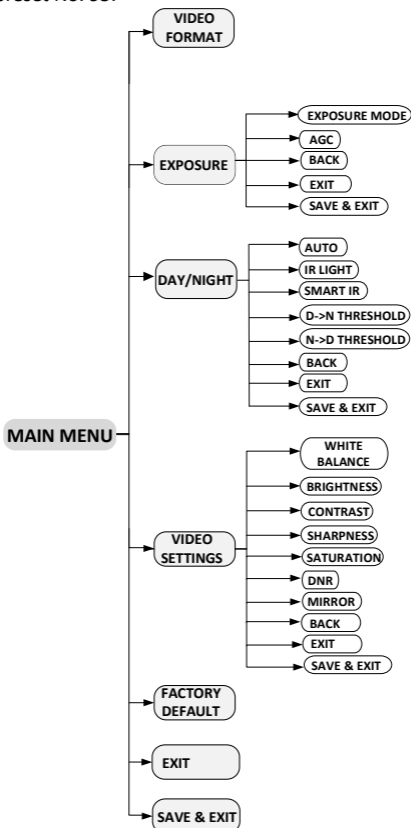 VIDEO
FORMAT
EXPOSURE
EXPOSURE MODE
AGC
BACK
EXIT
SAVE & EXIT
DAY/NIGHT
AUTO
IR LIGHT
SMART IR
D->N THRESHOLD
N->D THRESHOLD
BACK
EXIT
SAVE & EXIT
MAIN MENU
VIDEO
SETTINGS
WHITE
BALANCE
BRIGHTNESS
CONTRAST
SHARPNESS
SATURATION
DNR
MIRROR
BACK
EXIT
SAVE & EXIT
FACTORY
DEFAULT
EXIT
SAVE & EXIT